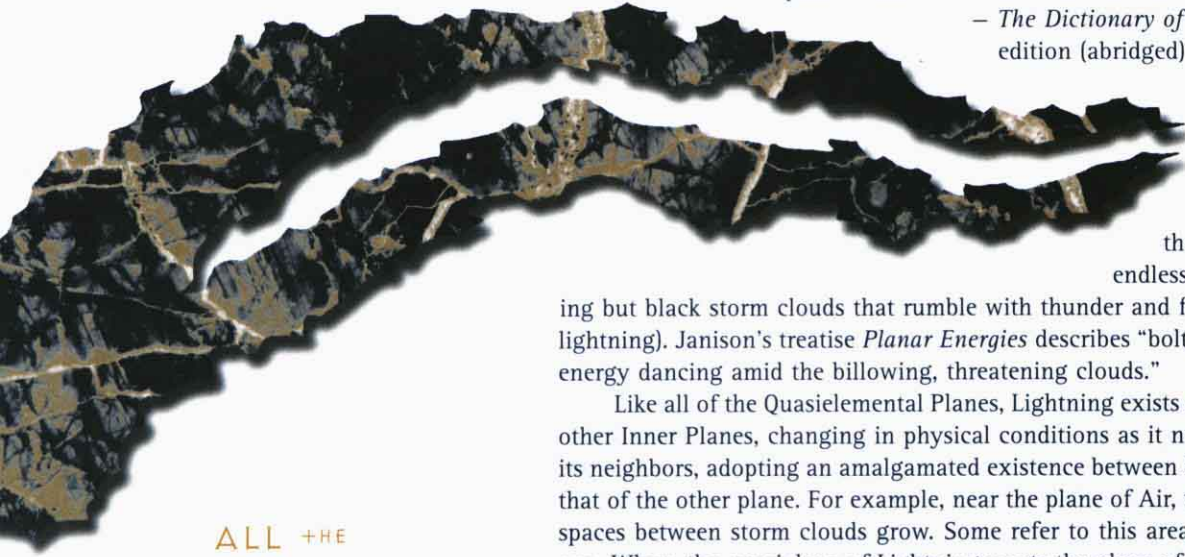 – The Dictionary of
edition (abridged)
endless
ing but black storm clouds that rumble with thunder and
lightning). Janison's treatise Planar Energies describes
energy dancing amid the billowing, threatening clouds."
Like all of the Quasielemental Planes, Lightning exists
other Inner Planes, changing in physical conditions as it
its neighbors, adopting an amalgamated existence between
that of the other plane. For example, near the plane of Air,
spaces between storm clouds grow. Some refer to this area
ALL THE